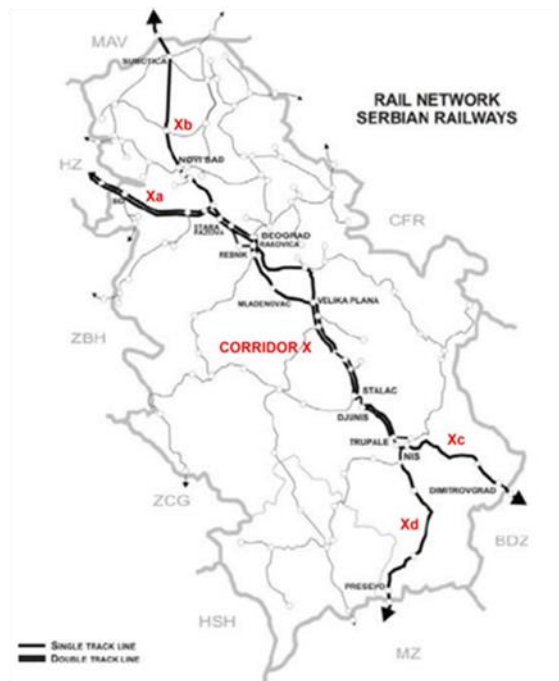 MAV
SUBOTICA
RAIL NETWORK
SERBIAN RAILWAYS
Xb
NOVI SAD
HZ
Xa
STARA
PAZOVA
CFR
BEOGRAD
RAKOVICA
RESNIK
MLADENOVAC
VELIKA PLANA
ZBH
CORRIDOR X
STALAC
DJUNIS
TRUPALE
Xc
NIS
DIMITROVGRAD
ZCG
Xd
BDZ
PRESEVO
HSH
MZ
SINGLE TRACK LINE
DOUBLE TRACK LINE